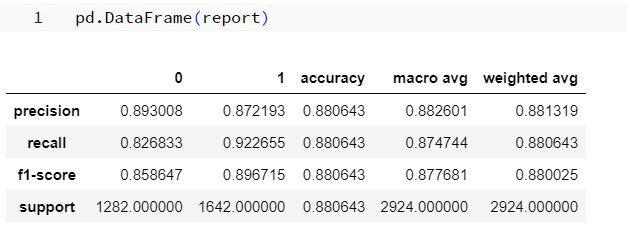 1 pd.DataFrame(report)
0 1 accuracy macro avg weighted avg
precision 0.893008 0.872193 0.880643 0.882601 0.881319
recall 0.826833 0.922655 0.880643 0.874744 0.880643
f1-score 0.858647 0.896715 0.880643 0.877681 0.880025
support 1282.000000 1642.000000 0.880643 2924.000000 2924.000000